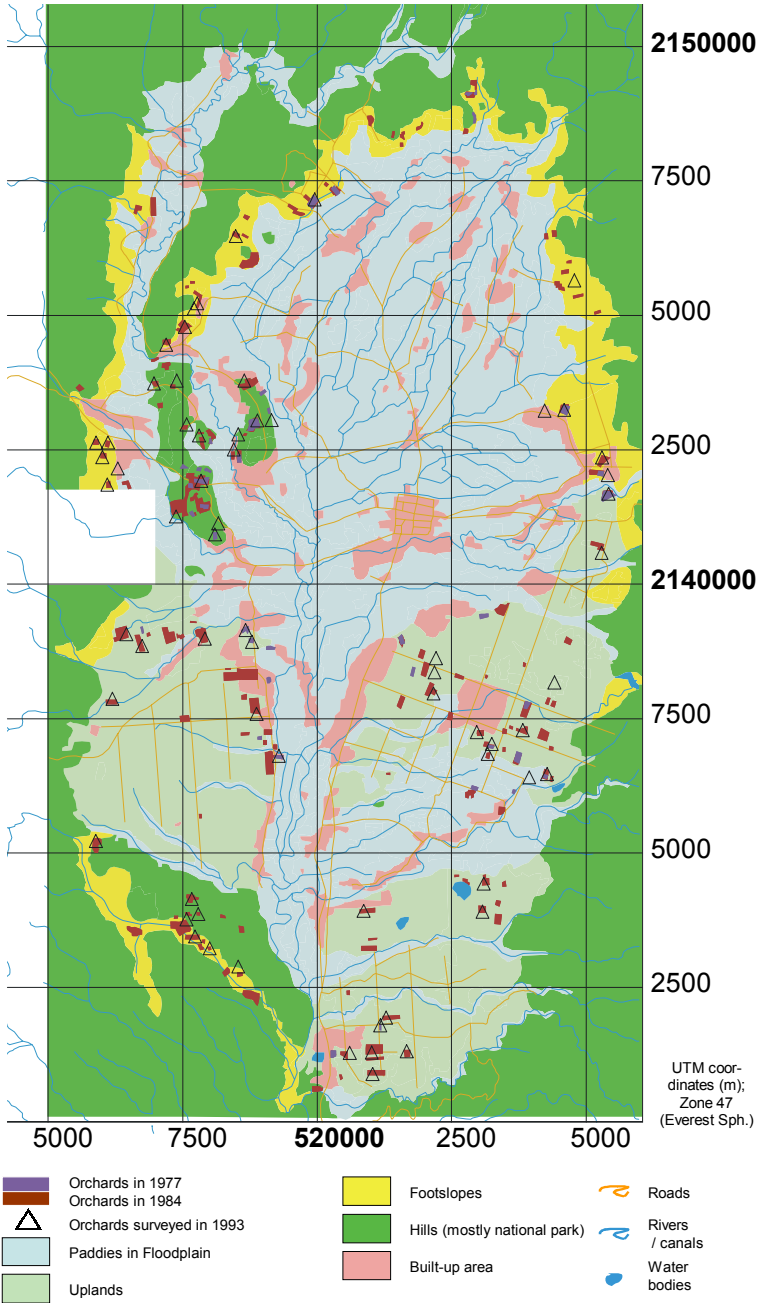 2150000
7500
5000
2500
2140000
7500
5000
2500
UTM coor-
dinates (m);
Zone 47
(Everest Sph.)
5000 7500 520000 2500 5000
Orchards in 1977
Orchards in 1984
Orchards surveyed in 1993
Paddies in Floodplain
Uplands
Footslopes
Hills (mostly national park)
Built-up area
Roads
Rivers
/ canals
Water
bodies